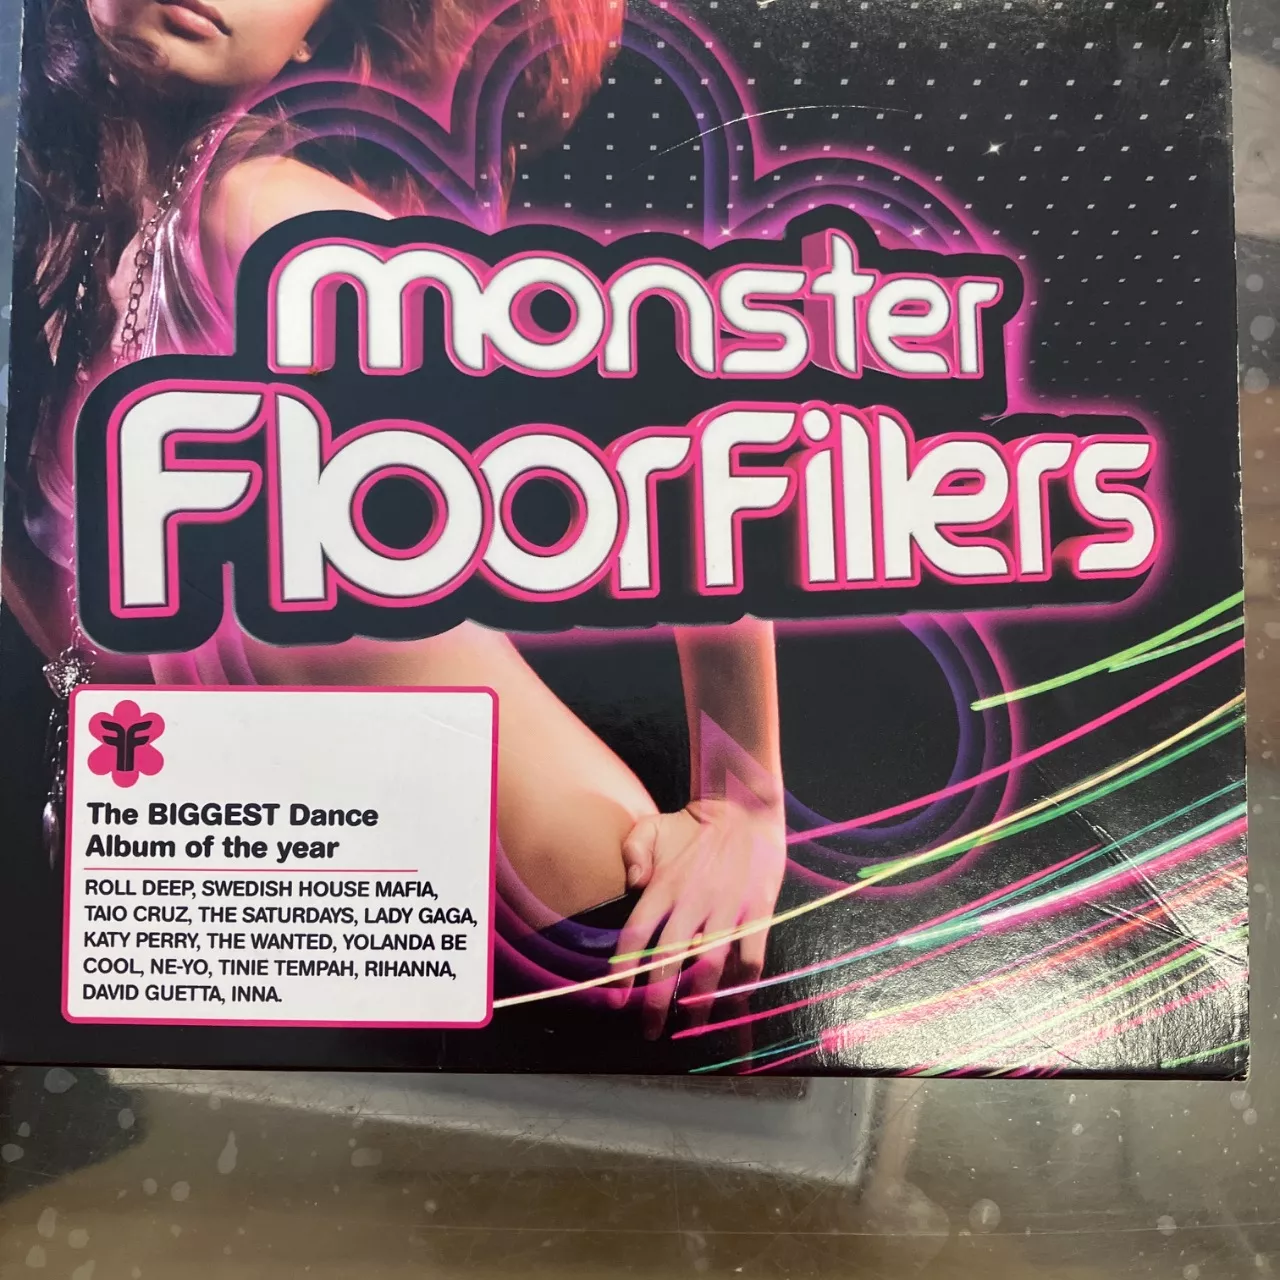 monster
FloorFillers
FF
The BIGGEST Dance
Album of the year
ROLL DEEP, SWEDISH HOUSE MAFIA,
TAIO CRUZ, THE SATURDAYS, LADY GAGA,
KATY PERRY, THE WANTED, YOLANDA BE
COOL, NE-YO, TINIE TEMPAH, RIHANNA,
DAVID GUETTA, INNA.